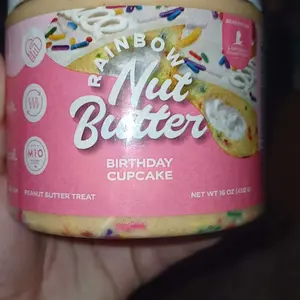 RAINBOW
Nut
Butter
BIRTHDAY
CUPCAKE
PEANUT BUTTER TREAT
NET WT 16 OZ